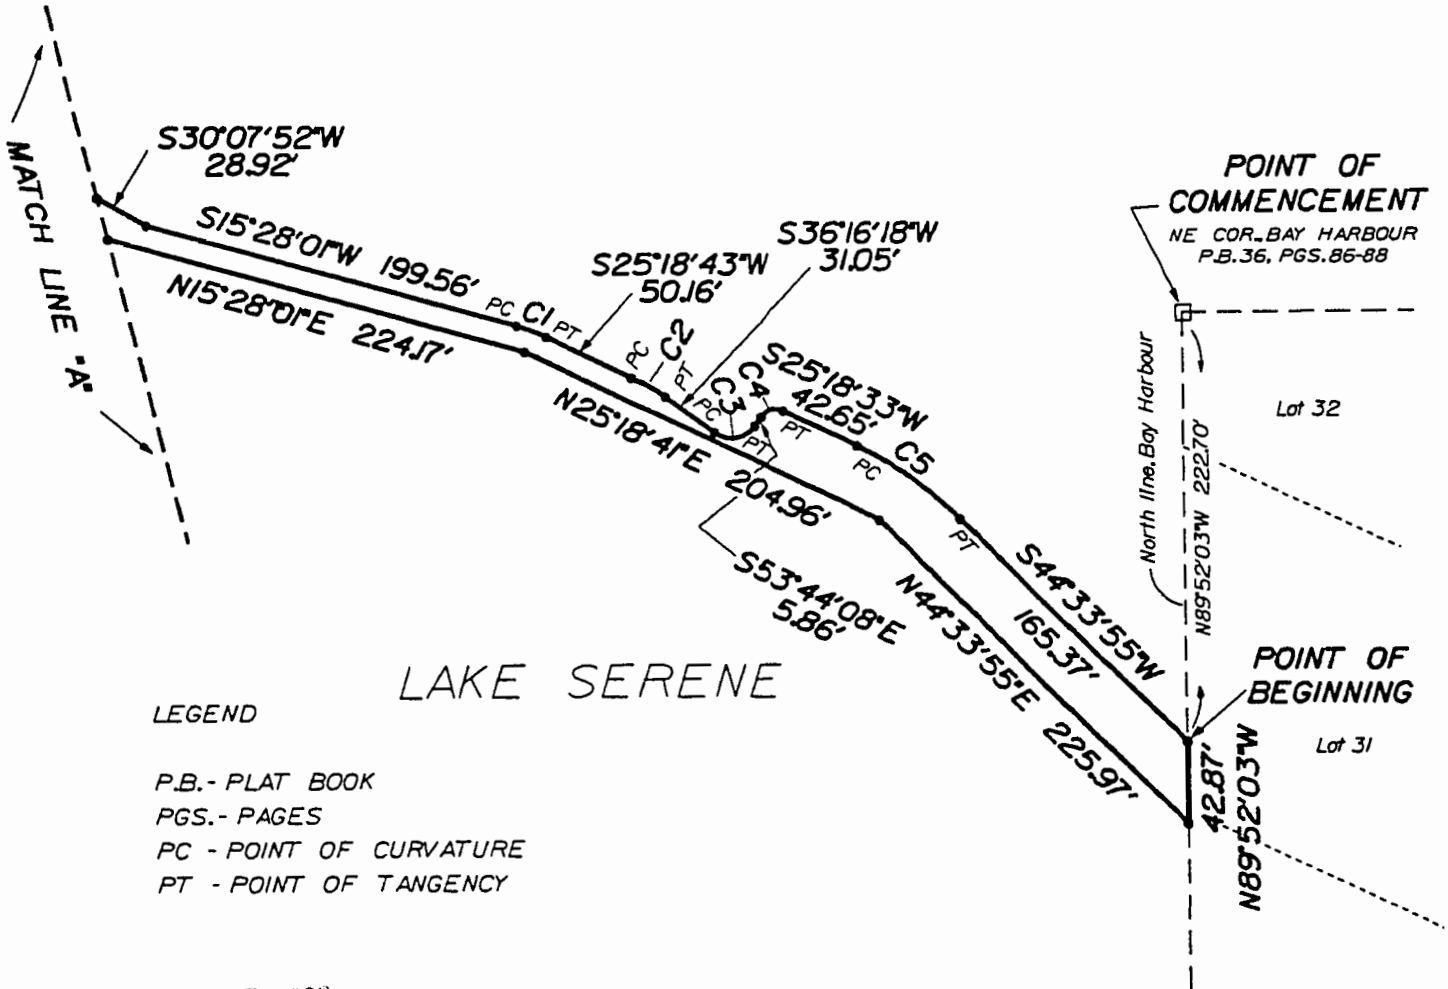 S30°07'52"W
28.92'
MATCH LINE "A"
S15°28'01"W 199.56'
N15°28'01"E 224.17'
PC
C1
PT
S25°18'43"W
50.16'
S36°16'18"W
31.05'
PC
C2
PT
PC
C3
PT
C4
PT
S25°18'33"W
42.65'
PC
C5
PT
N25°18'41"E 204.96'
S53°44'08"E
5.86'
S44°33'55"W
165.37'
N44°33'55"E 225.97'
POINT OF
COMMENCEMENT
NE COR., BAY HARBOUR
P.B.36, PGS.86-88
Lot 32
North line, Bay Harbour
N89°52'03"W 222.70'
POINT OF
BEGINNING
Lot 31
42.87'
N89°52'03"W
LAKE SERENE
LEGEND
P.B.- PLAT BOOK
PGS.- PAGES
PC - POINT OF CURVATURE
PT - POINT OF TANGENCY